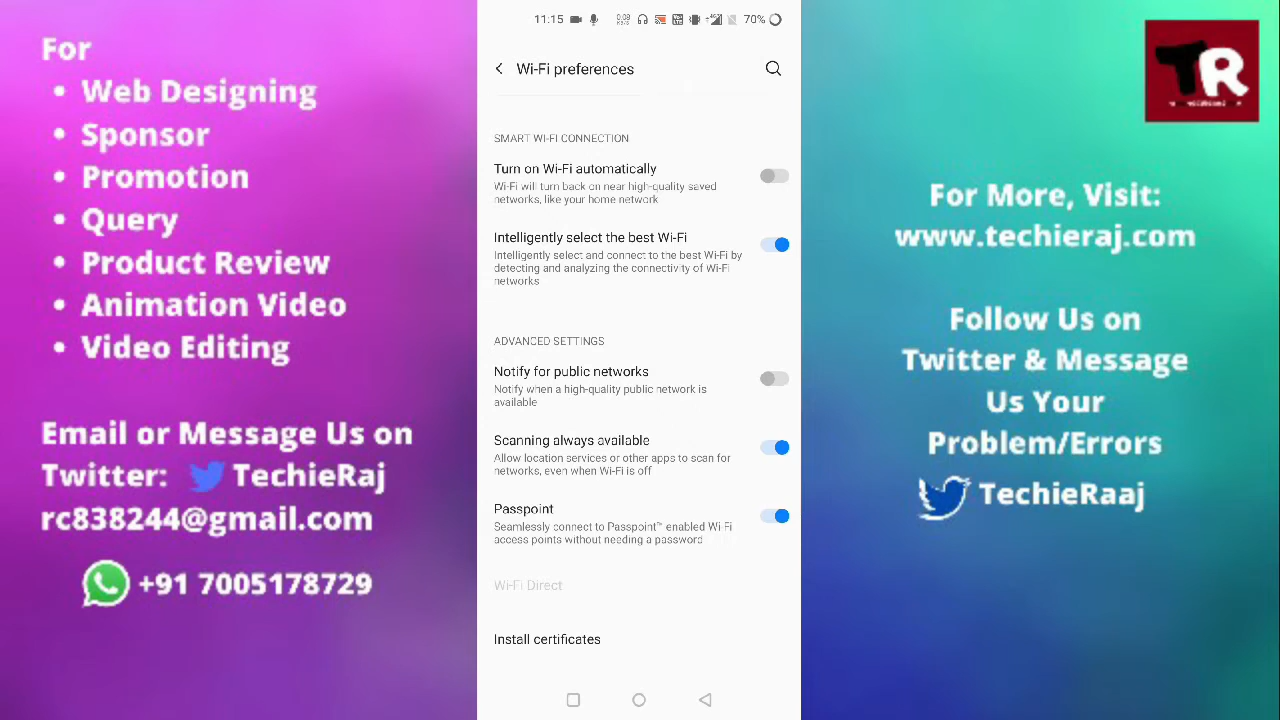 For
• Web Designing
• Sponsor
• Promotion
• Query
• Product Review
• Animation Video
• Video Editing
Email or Message Us on
Twitter: TechieRaj
rc838244@gmail.com
+91 7005178729
11:15
70%
Wi-Fi preferences
SMART WI-FI CONNECTION
Turn on Wi-Fi automatically
Wi-Fi will turn back on near high-quality saved
networks, like your home network
Intelligently select the best Wi-Fi
Intelligently select and connect to the best Wi-Fi by
detecting and analyzing the connectivity of Wi-Fi
networks.
ADVANCED SETTINGS
Notify for public networks
Notify when a high-quality public network is
available
Scanning always available
Allow location services or other apps to scan for
networks, even when Wi-Fi is off
Passpoint
Seamlessly connect to Passpoint™ enabled Wi-Fi
access points without needing a password
Wi-Fi Direct
Install certificates
TR
For More, Visit:
www.techieraj.com
Follow Us on
Twitter & Message
Us Your
Problem/Errors
TechieRaaj